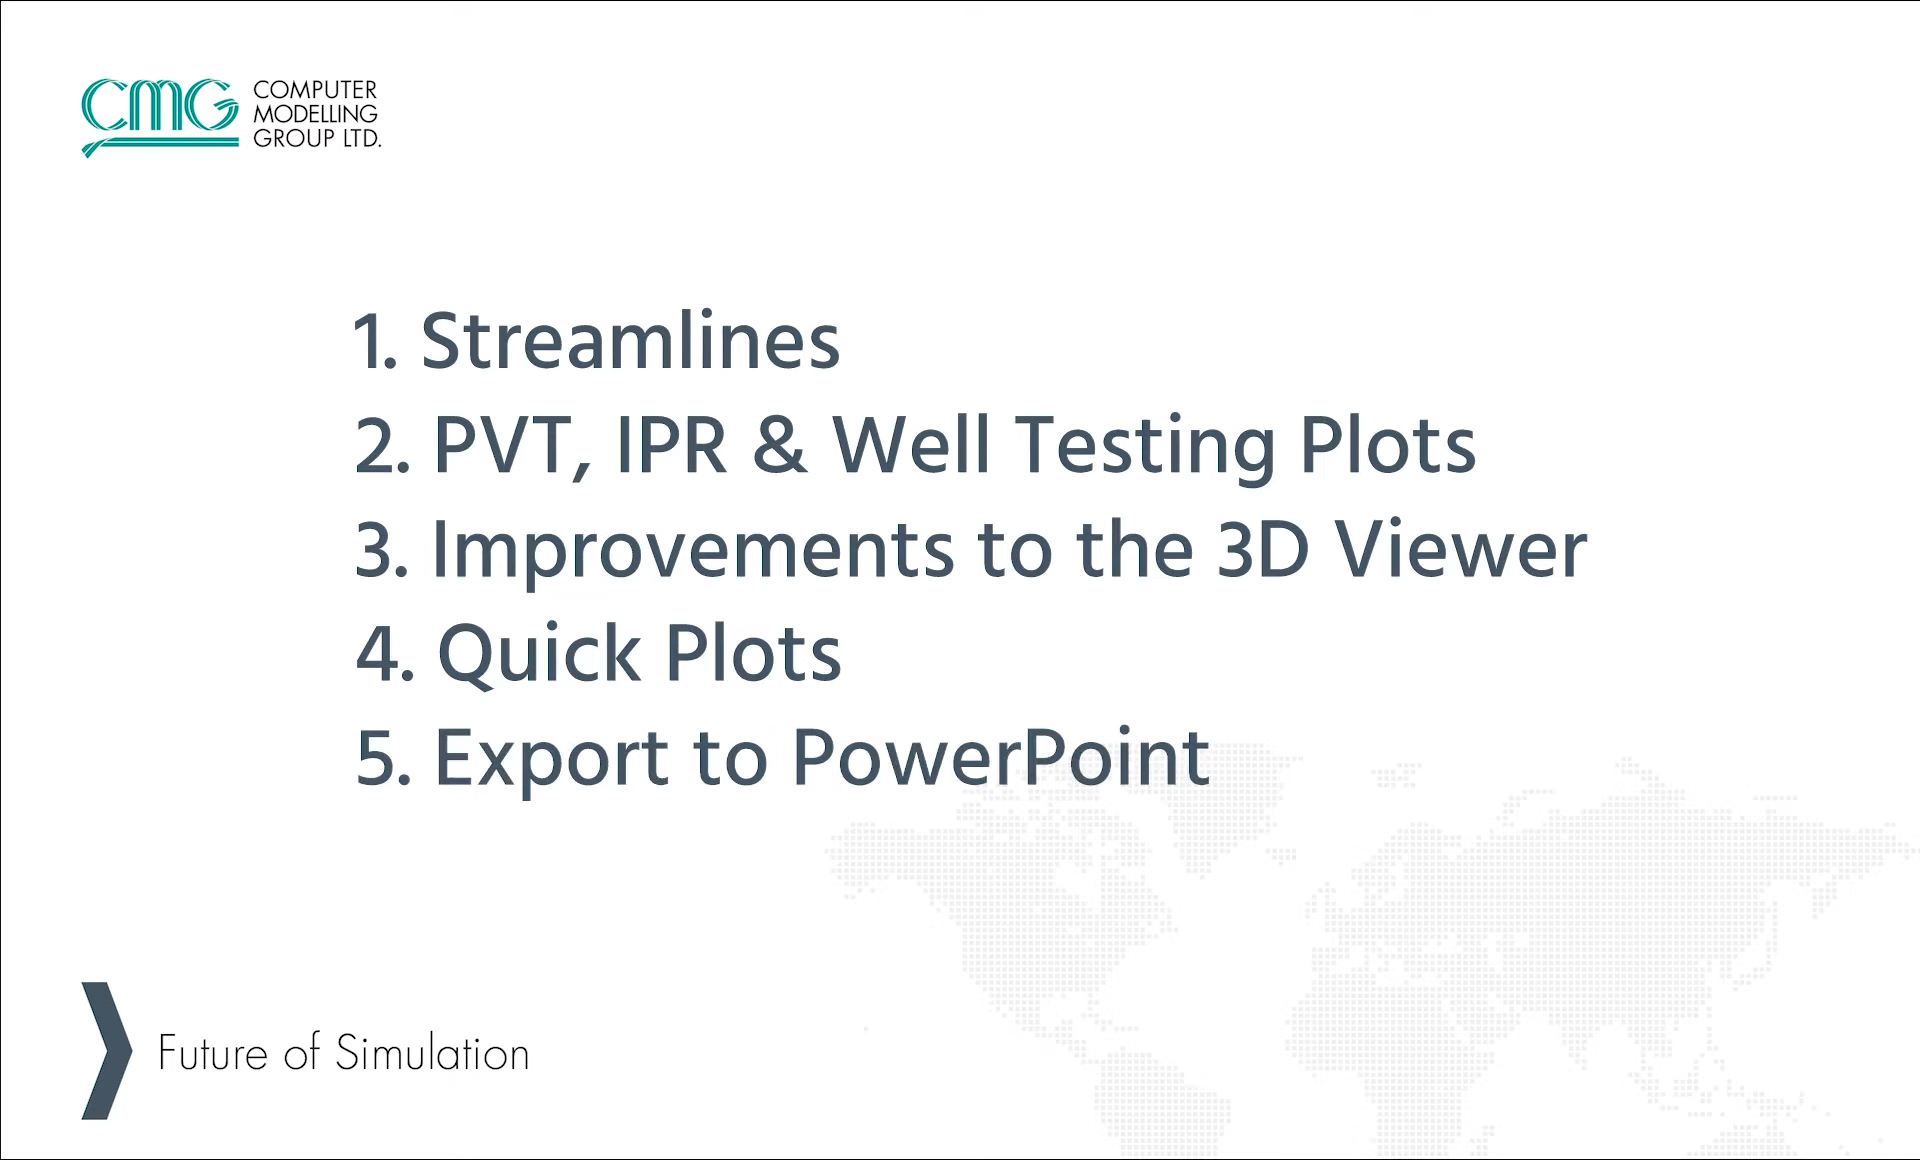 CMG
COMPUTER
MODELLING
GROUP LTD.
1. Streamlines
2. PVT, IPR & Well Testing Plots
3. Improvements to the 3D Viewer
4. Quick Plots
5. Export to PowerPoint
Future of Simulation